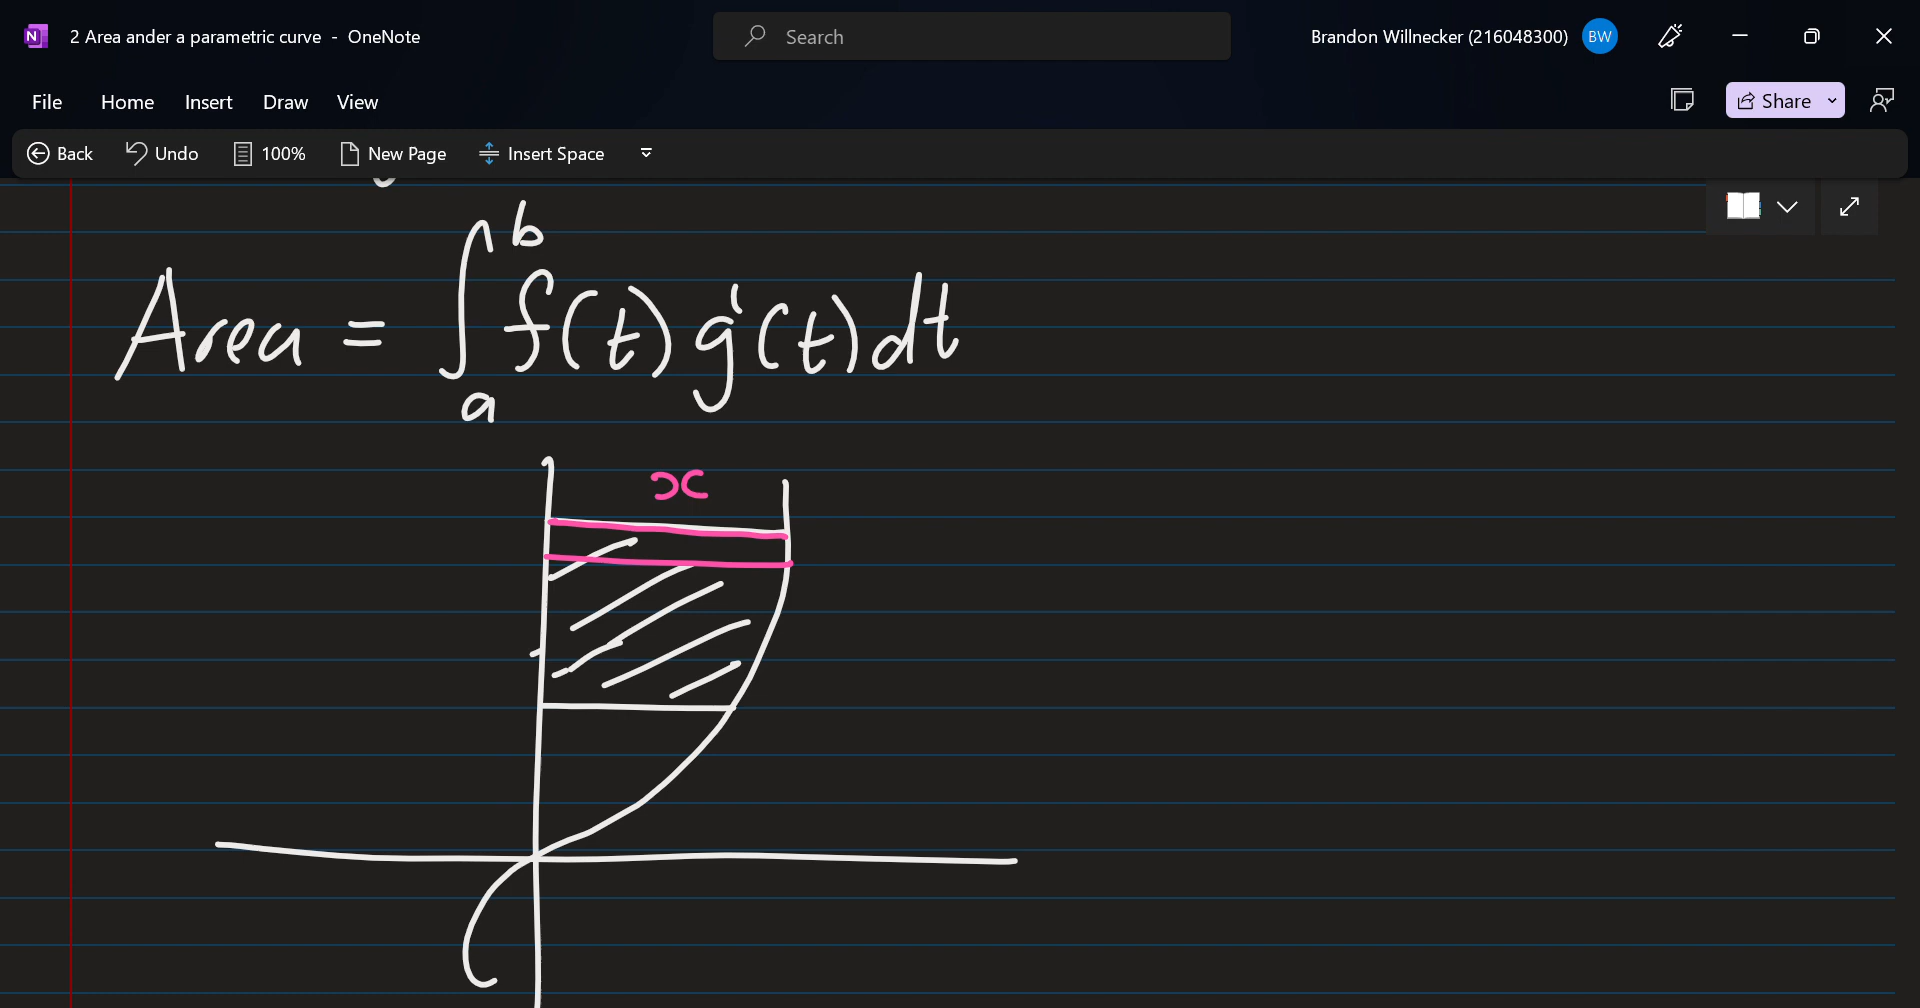 2 Area ander a parametric curve - OneNote
Search
Brandon Willnecker (216048300)
BW
File Home Insert Draw View
Share
Back Undo 100% New Page Insert Space
Area = ∫_a^b f(t) g'(t) dt
x